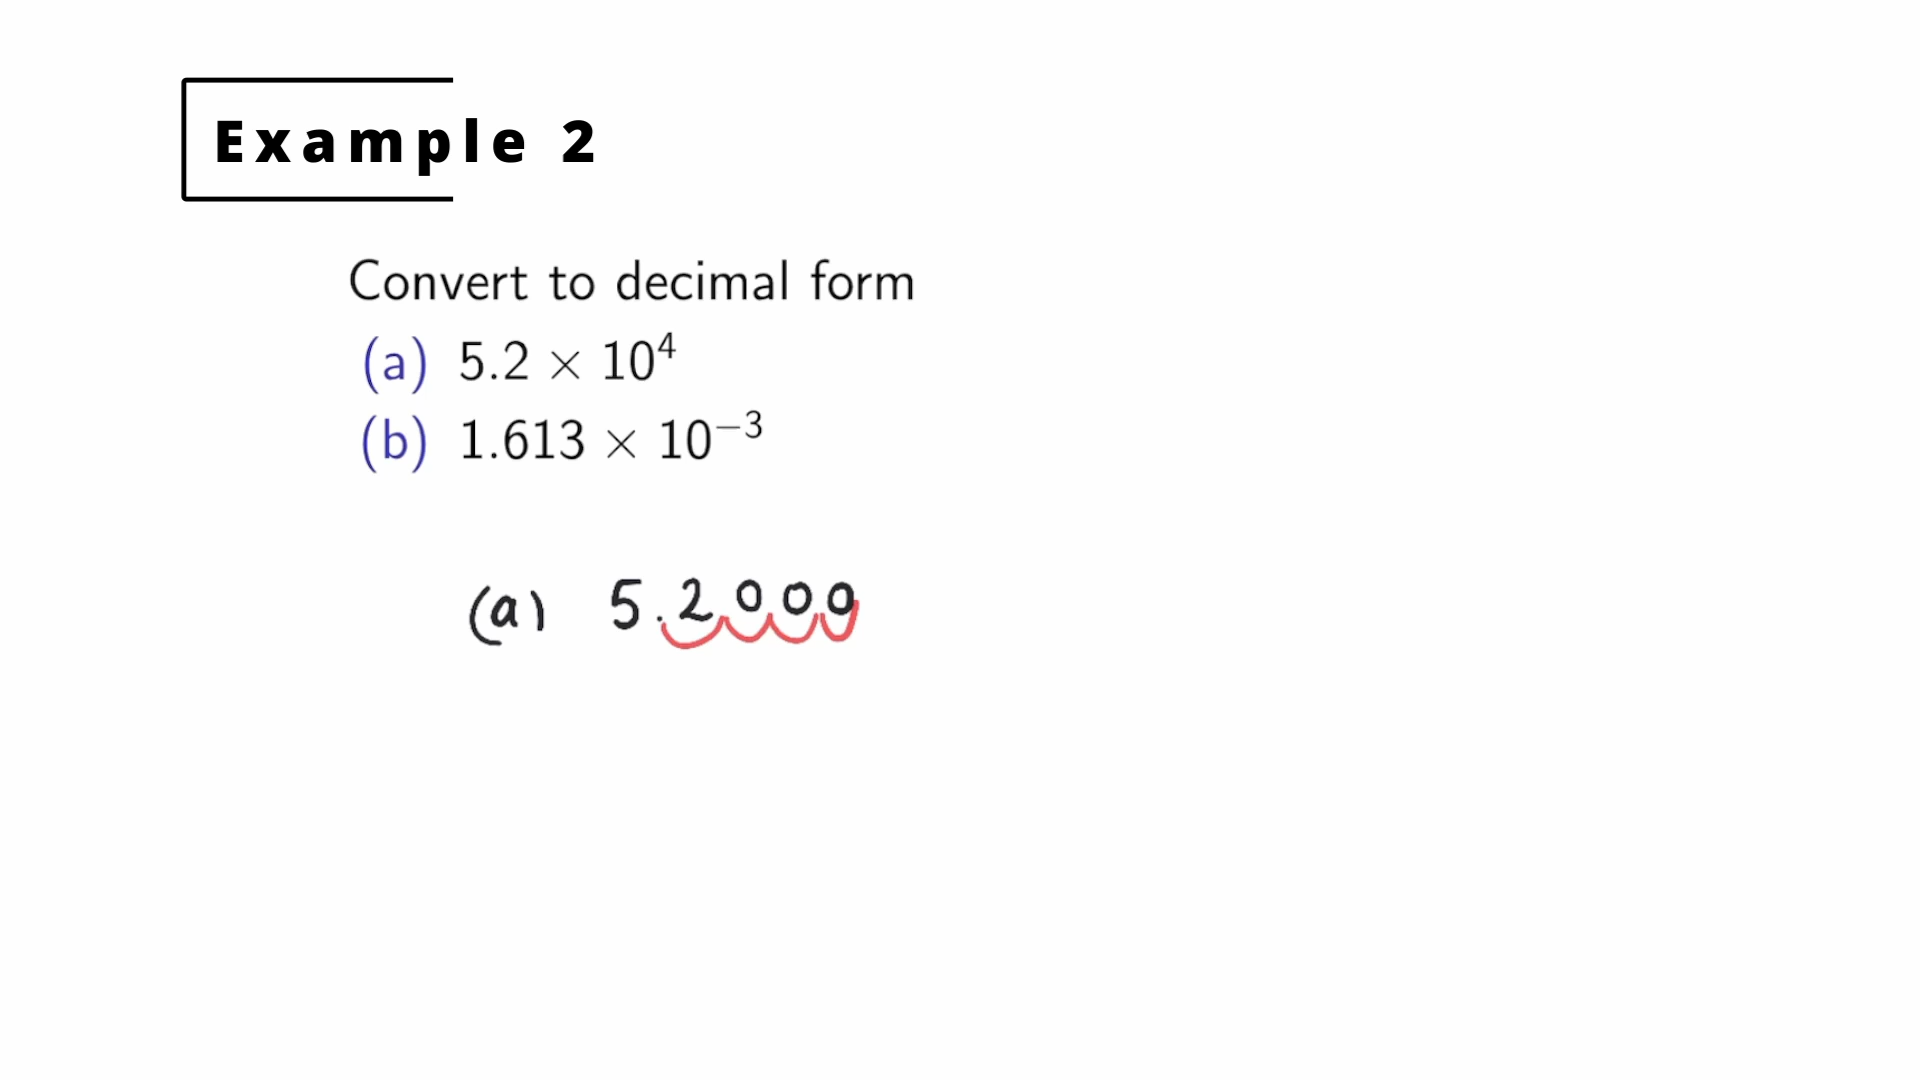 Example 2
Convert to decimal form
(a) 5.2 × 10⁴
(b) 1.613 × 10⁻³
(a) 5.2000